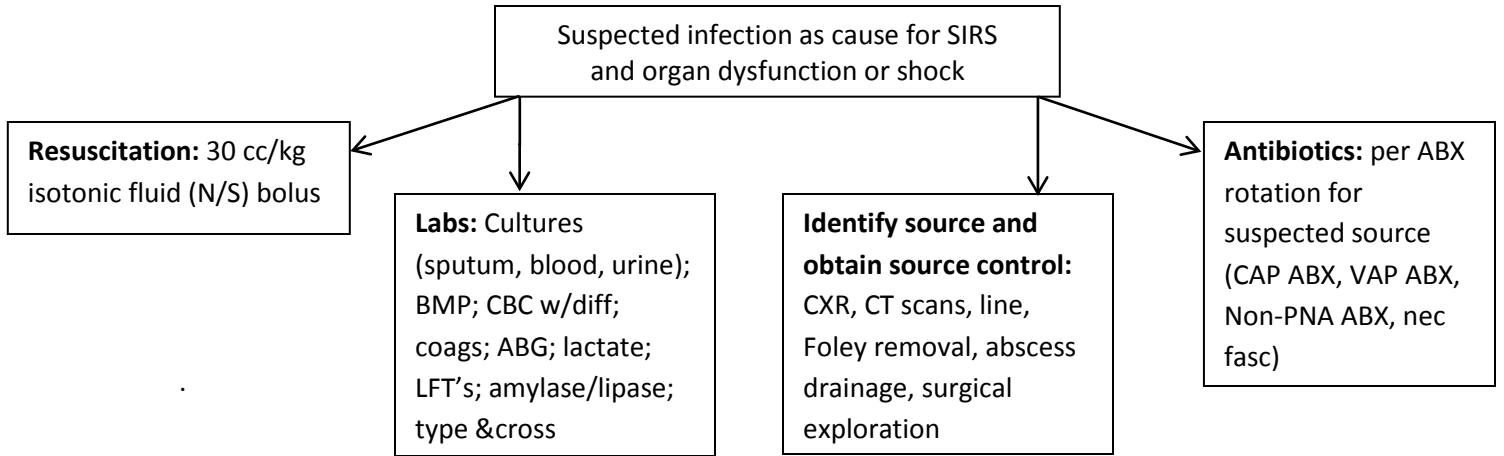 Suspected infection as cause for SIRS
and organ dysfunction or shock
Resuscitation: 30 cc/kg
isotonic fluid (N/S) bolus
Labs: Cultures
(sputum, blood, urine);
BMP; CBC w/diff;
coags; ABG; lactate;
LFT’s; amylase/lipase;
type &cross
Identify source and
obtain source control:
CXR, CT scans, line,
Foley removal, abscess
drainage, surgical
exploration
Antibiotics: per ABX
rotation for
suspected source
(CAP ABX, VAP ABX,
Non-PNA ABX, nec
fasc)
.